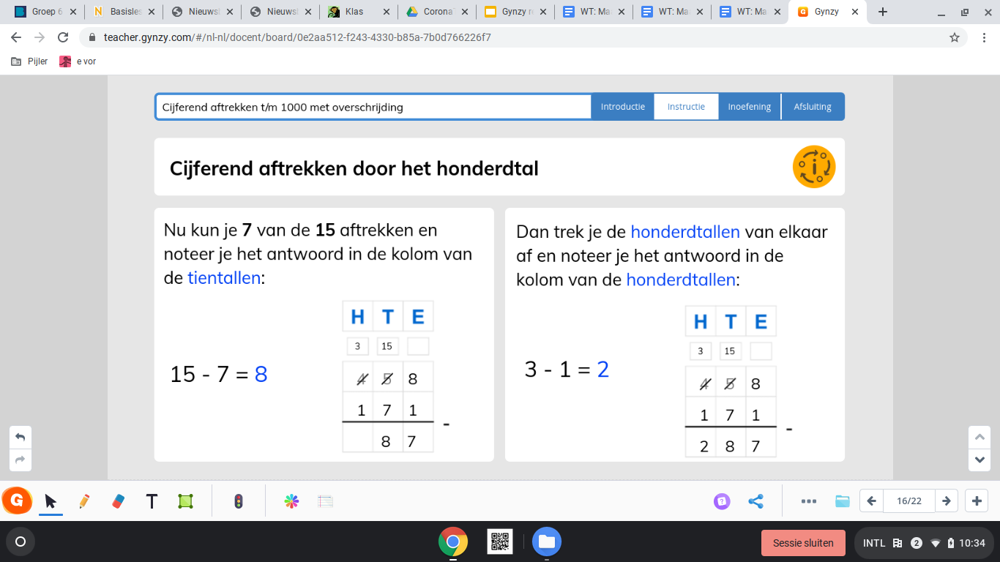 Groep 6
Basisles
Nieuwsl
Nieuwsl
Klas
Corona
Gynzy r
WT: Ma
WT: Ma
WT: Ma
Gynzy
teacher.gynzy.com/#/nl-nl/docent/board/0e2aa512-f243-4330-b85a-7b0d766226f7
Pijler
e vor
Cijferend aftrekken t/m 1000 met overschrijding
Introductie
Instructie
Inoefening
Afsluiting
Cijferend aftrekken door het honderdtal
Nu kun je 7 van de 15 aftrekken en
noteer je het antwoord in de kolom van
de tientallen:
15 - 7 = 8
H T E
3 15
4 5 8
1 7 1
-
8 7
Dan trek je de honderdtallen van elkaar
af en noteer je het antwoord in de
kolom van de honderdtallen:
3 - 1 = 2
H T E
3 15
4 5 8
1 7 1
-
2 8 7
G
T
16/22
Sessie sluiten
INTL 2 10:34